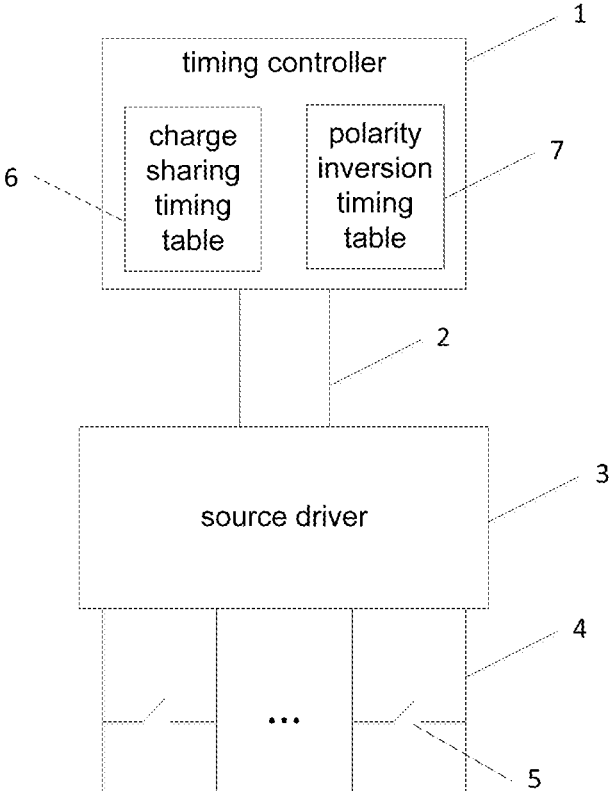 1
timing controller
charge
sharing
timing
table
polarity
inversion
timing
table
6
7
2
source driver
3
4
...
5